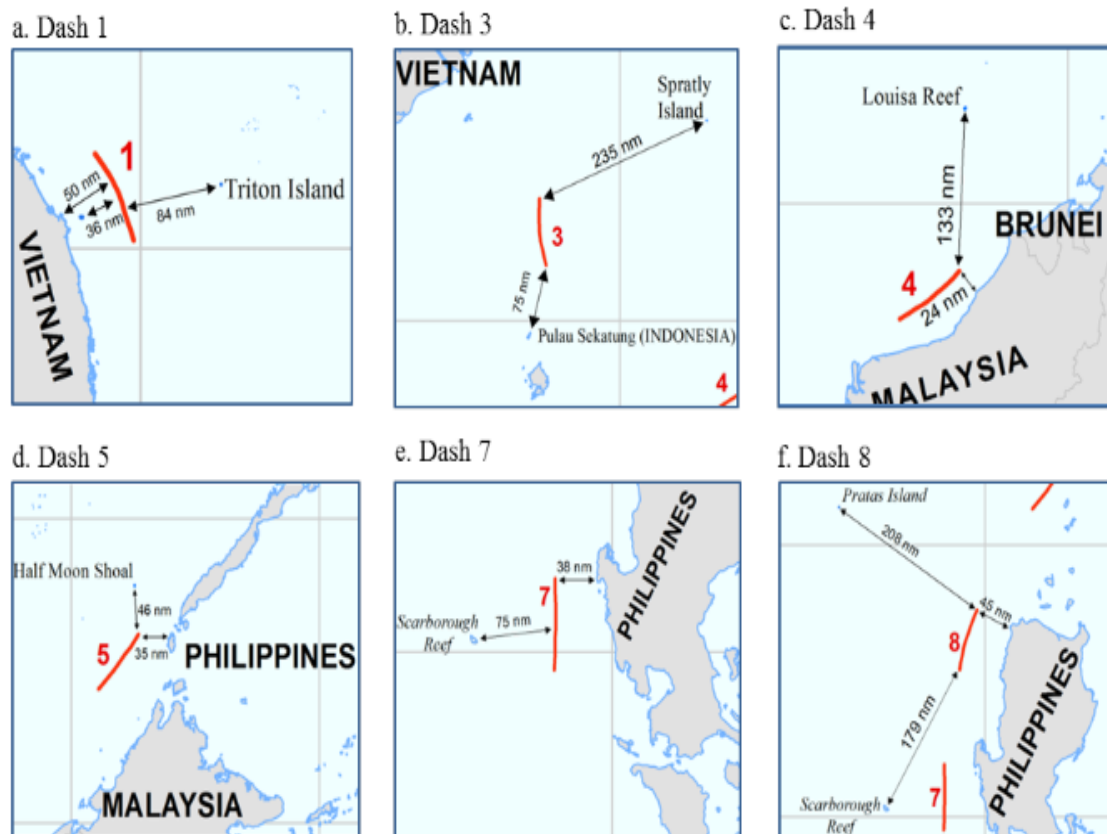 a. Dash 1
1
50 nm
36 nm
84 nm
Triton Island
VIETNAM
b. Dash 3
VIETNAM
Spratly
Island
235 nm
3
75 nm
Pulau Sekatung (INDONESIA)
4
c. Dash 4
Louisa Reef
133 nm
BRUNEI
4
24 nm
MALAYSIA
d. Dash 5
Half Moon Shoal
46 nm
35 nm
5
PHILIPPINES
MALAYSIA
e. Dash 7
38 nm
7
75 nm
Scarborough
Reef
PHILIPPINES
f. Dash 8
Pratas Island
208 nm
45 nm
8
179 nm
7
Scarborough
Reef
PHILIPPINES